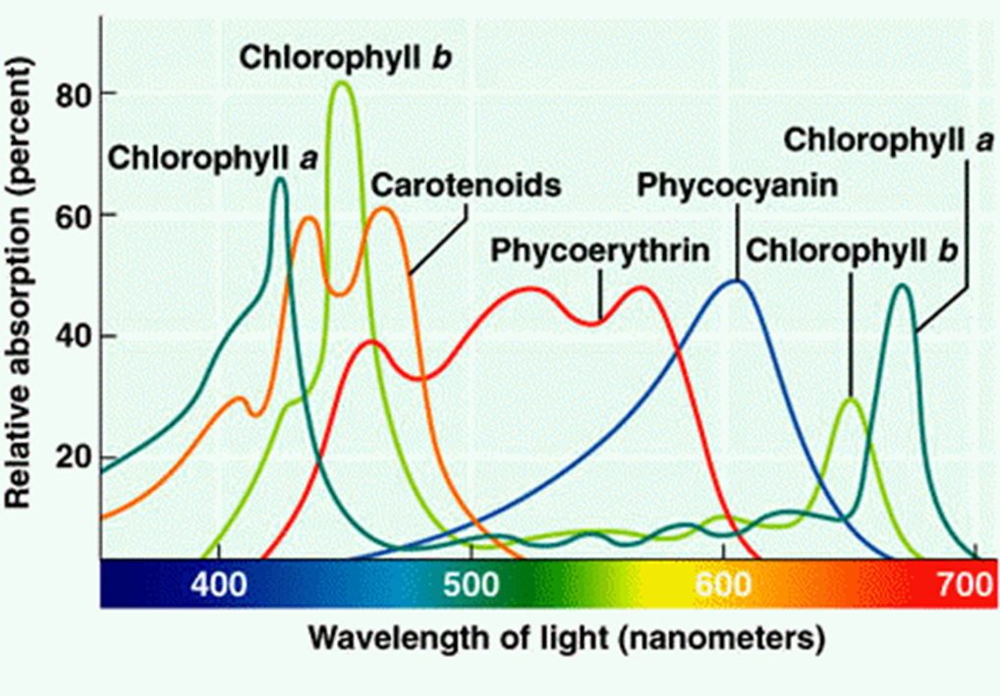 Chlorophyll b
80
Chlorophyll a
Chlorophyll a
Carotenoids
Phycocyanin
60
Phycoerythrin
Chlorophyll b
40
20
Relative absorption (percent)
400
500
600
700
Wavelength of light (nanometers)